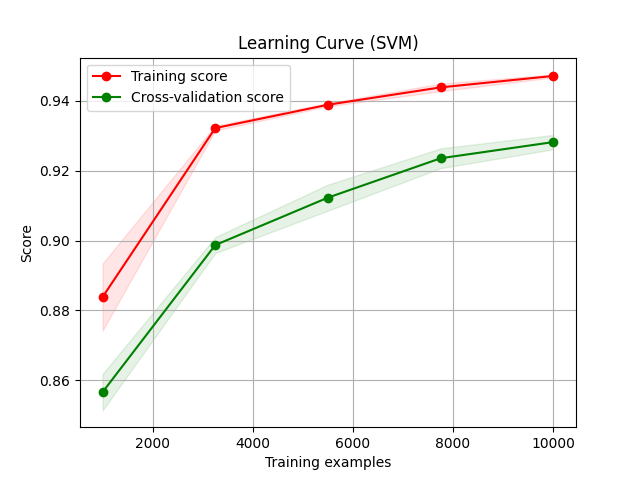 Learning Curve (SVM)
Training score
Cross-validation score
0.94
0.92
0.90
0.88
0.86
Score
2000 4000 6000 8000 10000
Training examples